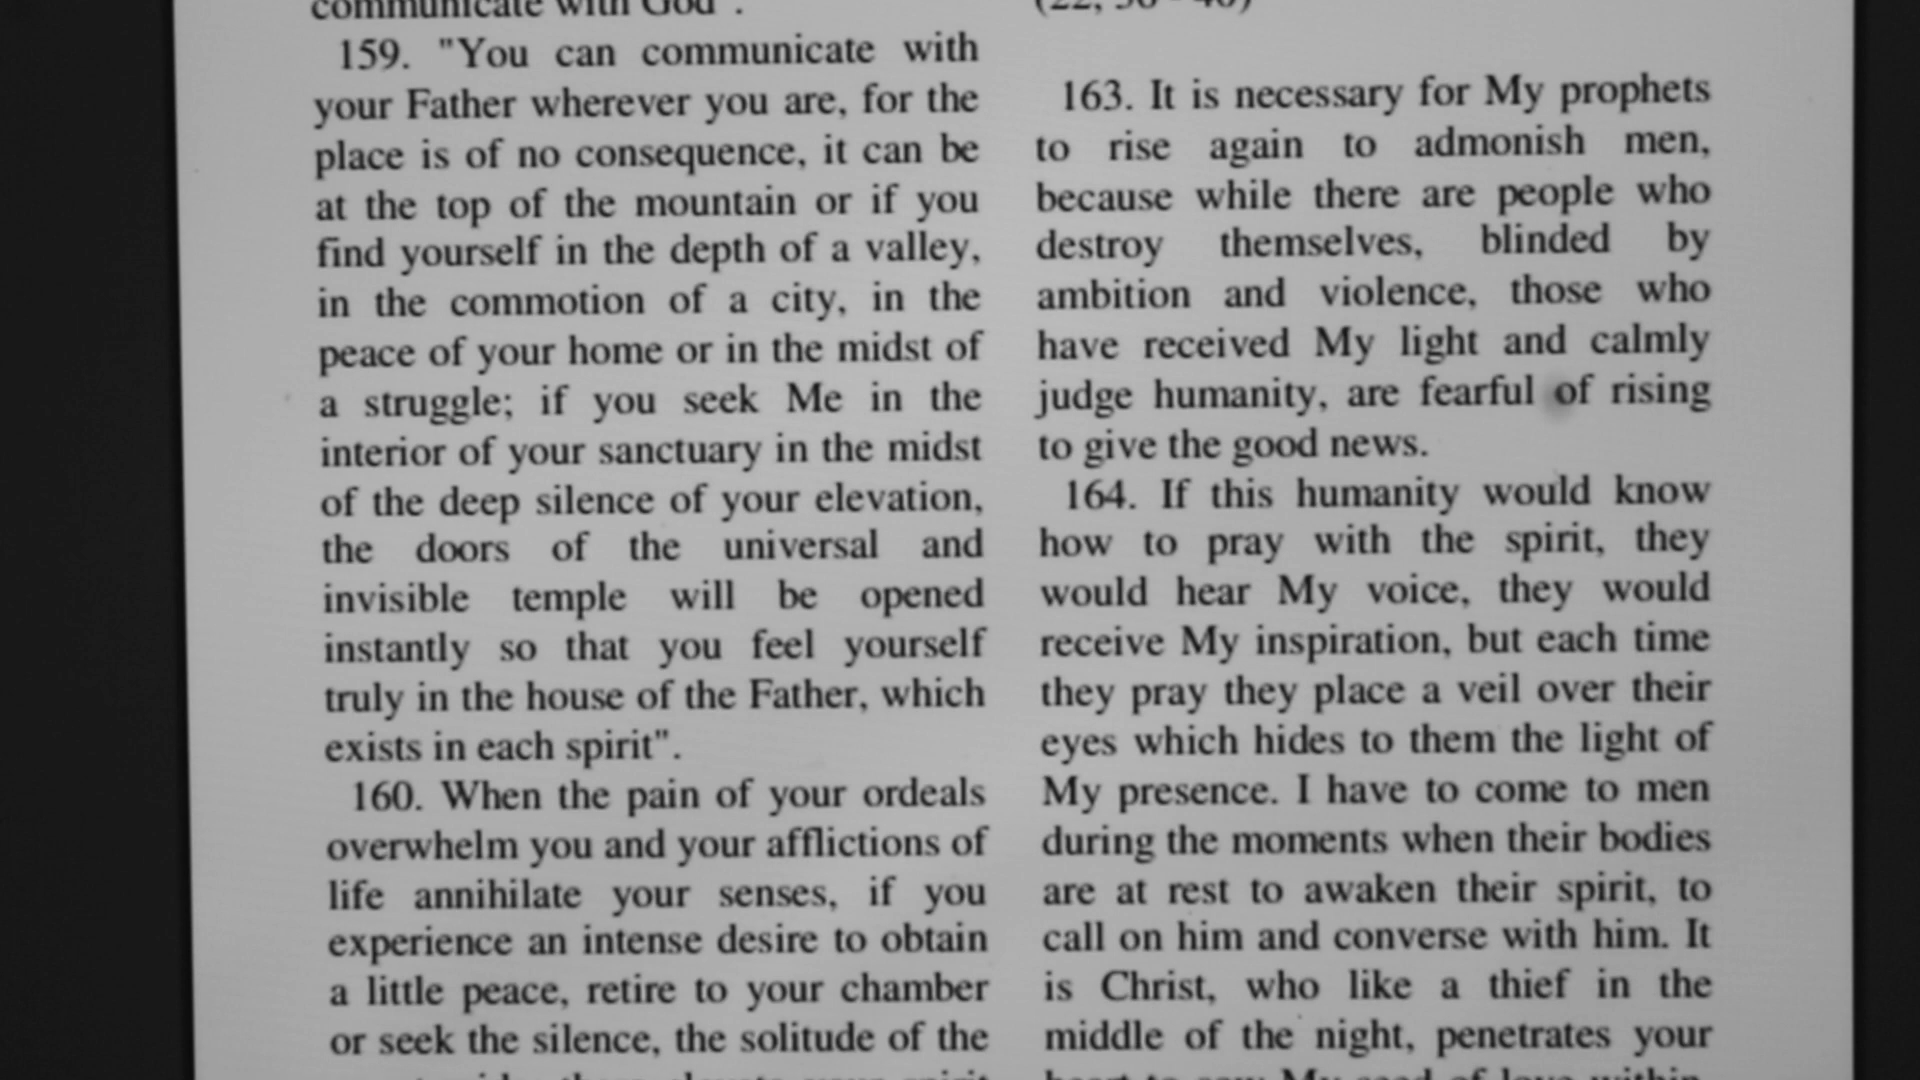 communicate with God".
159. "You can communicate with
your Father wherever you are, for the
place is of no consequence, it can be
at the top of the mountain or if you
find yourself in the depth of a valley,
in the commotion of a city, in the
peace of your home or in the midst of
a struggle; if you seek Me in the
interior of your sanctuary in the midst
of the deep silence of your elevation,
the doors of the universal and
invisible temple will be opened
instantly so that you feel yourself
truly in the house of the Father, which
exists in each spirit".
160. When the pain of your ordeals
overwhelm you and your afflictions of
life annihilate your senses, if you
experience an intense desire to obtain
a little peace, retire to your chamber
or seek the silence, the solitude of the
163. It is necessary for My prophets
to rise again to admonish men,
because while there are people who
destroy themselves, blinded by
ambition and violence, those who
have received My light and calmly
judge humanity, are fearful of rising
to give the good news.
164. If this humanity would know
how to pray with the spirit, they
would hear My voice, they would
receive My inspiration, but each time
they pray they place a veil over their
eyes which hides to them the light of
My presence. I have to come to men
during the moments when their bodies
are at rest to awaken their spirit, to
call on him and converse with him. It
is Christ, who like a thief in the
middle of the night, penetrates your
heart to sow My seed of love within